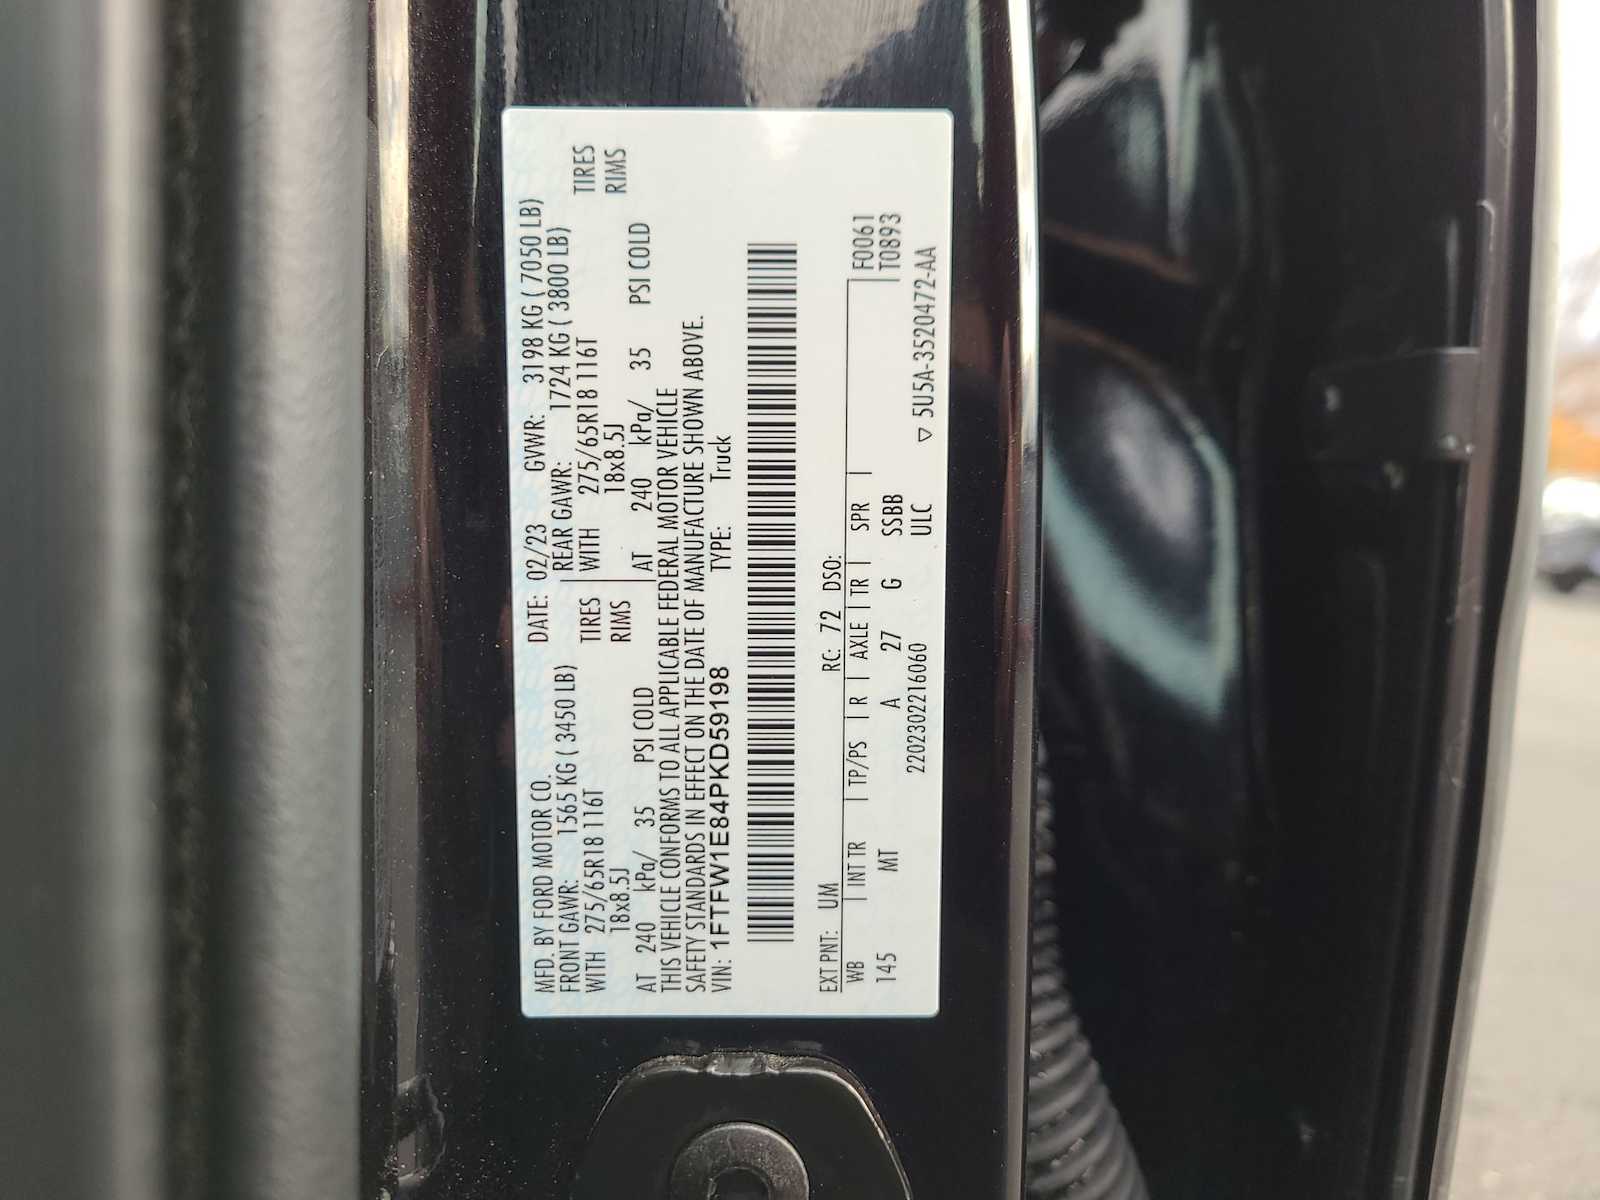 MFD. BY FORD MOTOR CO. DATE: 02/23 GVWR: 3198 KG ( 7050 LB)
FRONT GAWR: 1565 KG ( 3450 LB) REAR GAWR: 1724 KG ( 3800 LB)
WITH 275/65R18 116T TIRES WITH 275/65R18 116T TIRES
18x8.5J RIMS 18x8.5J RIMS
AT 240 kPa/ 35 PSI COLD AT 240 kPa/ 35 PSI COLD
THIS VEHICLE CONFORMS TO ALL APPLICABLE FEDERAL MOTOR VEHICLE
SAFETY STANDARDS IN EFFECT ON THE DATE OF MANUFACTURE SHOWN ABOVE.
VIN: 1FTFW1E84PKD59198 TYPE: Truck
EXT PNT: UM RC: 72 DSO:
WB INT TR TP/PS R AXLE TR SPR F0061
145 MT A 27 G SSBB T0893
2202302216060 ULC ▽ 5U5A-3520472-AA